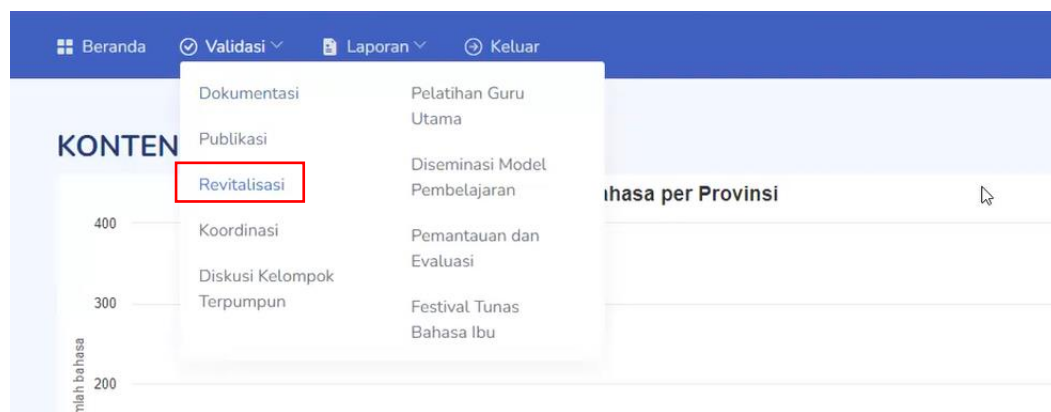 Beranda Validasi Laporan Keluar
Dokumentasi
Publikasi
Revitalisasi
Koordinasi
Diskusi Kelompok
Terpumpun
Pelatihan Guru
Utama
Diseminasi Model
Pembelajaran
Pemantauan dan
Evaluasi
Festival Tunas
Bahasa Ibu
KONTEN
ahasa per Provinsi
400
300
200
mlah bahasa